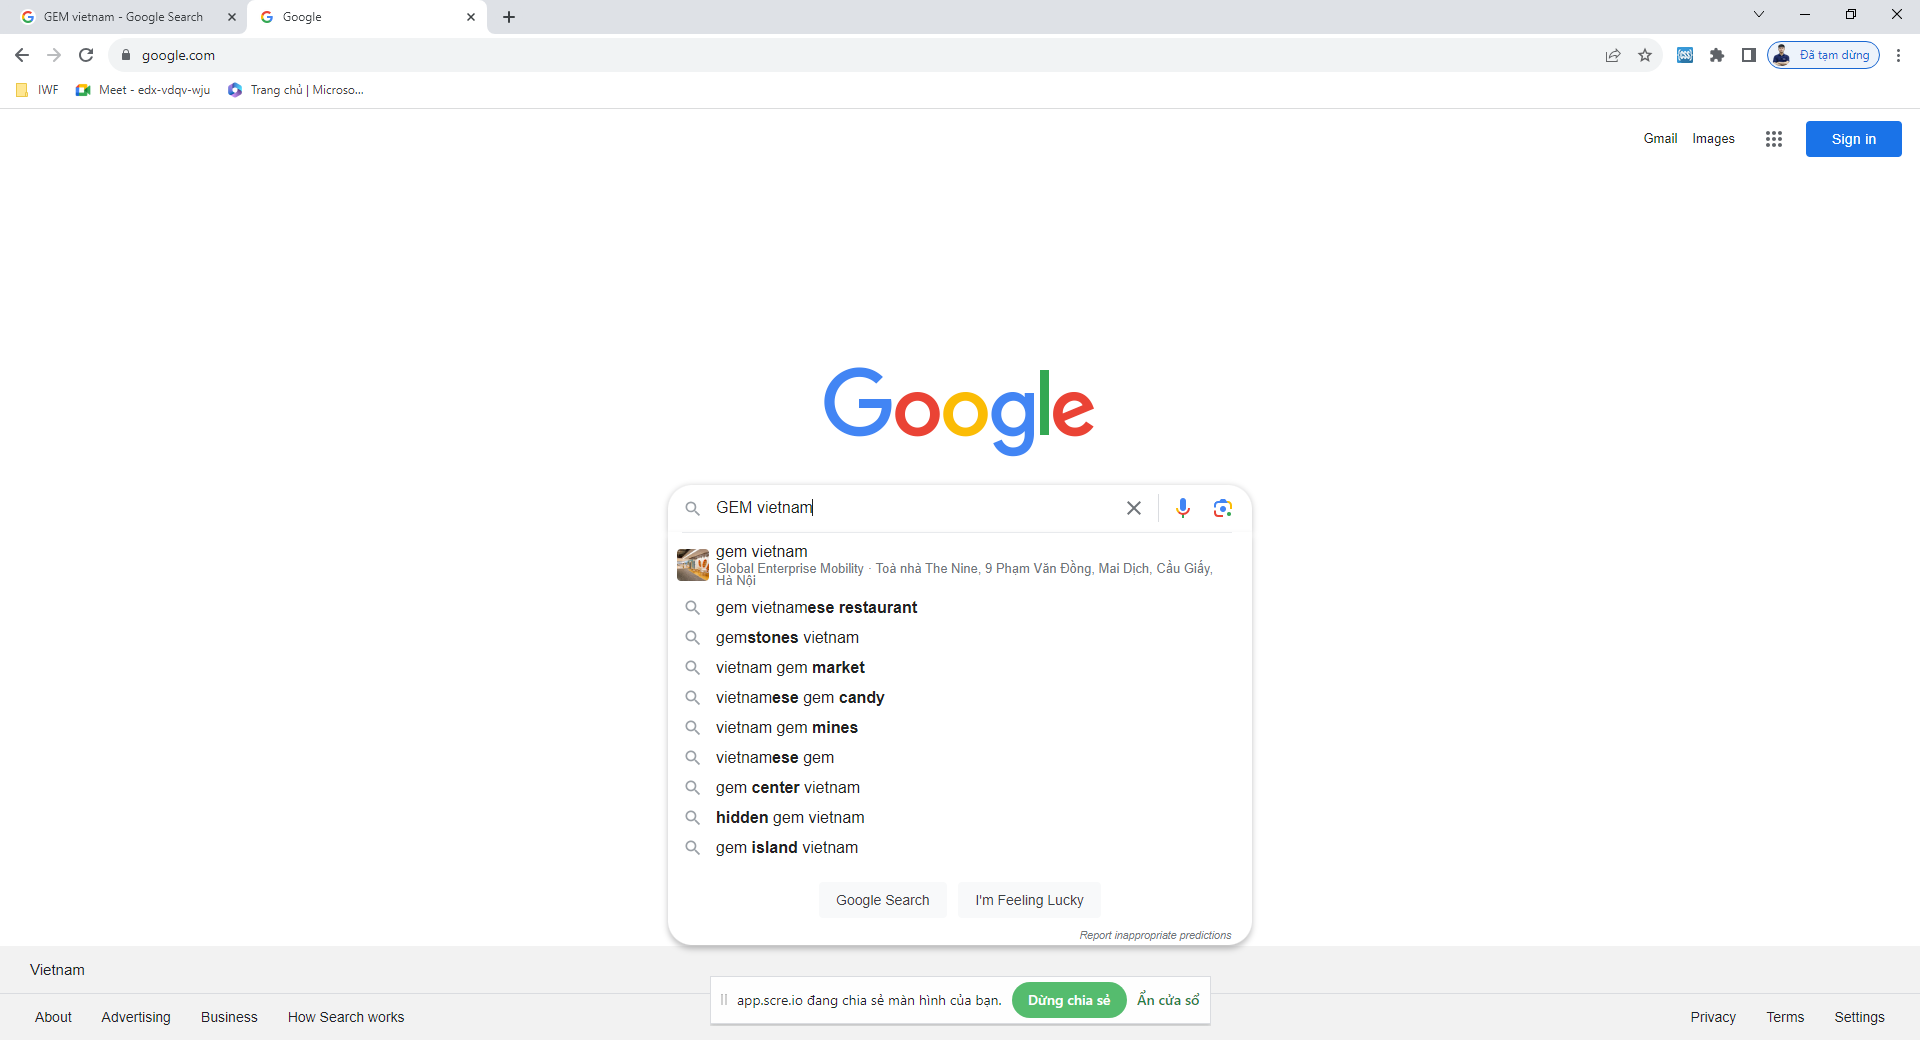 GEM vietnam - Google Search
Google
google.com
Đã tạm dừng
IWF
Meet - edx-vdqv-wju
Trang chủ | Microso...
Gmail
Images
Sign in
Google
GEM vietnam
gem vietnam
Global Enterprise Mobility · Toà nhà The Nine, 9 Phạm Văn Đồng, Mai Dịch, Cầu Giấy,
Hà Nội
gem vietnamese restaurant
gemstones vietnam
vietnam gem market
vietnamese gem candy
vietnam gem mines
vietnamese gem
gem center vietnam
hidden gem vietnam
gem island vietnam
Google Search
I'm Feeling Lucky
Report inappropriate predictions
Vietnam
app.scre.io đang chia sẻ màn hình của bạn.
Dừng chia sẻ
Ẩn cửa sổ
About
Advertising
Business
How Search works
Privacy
Terms
Settings